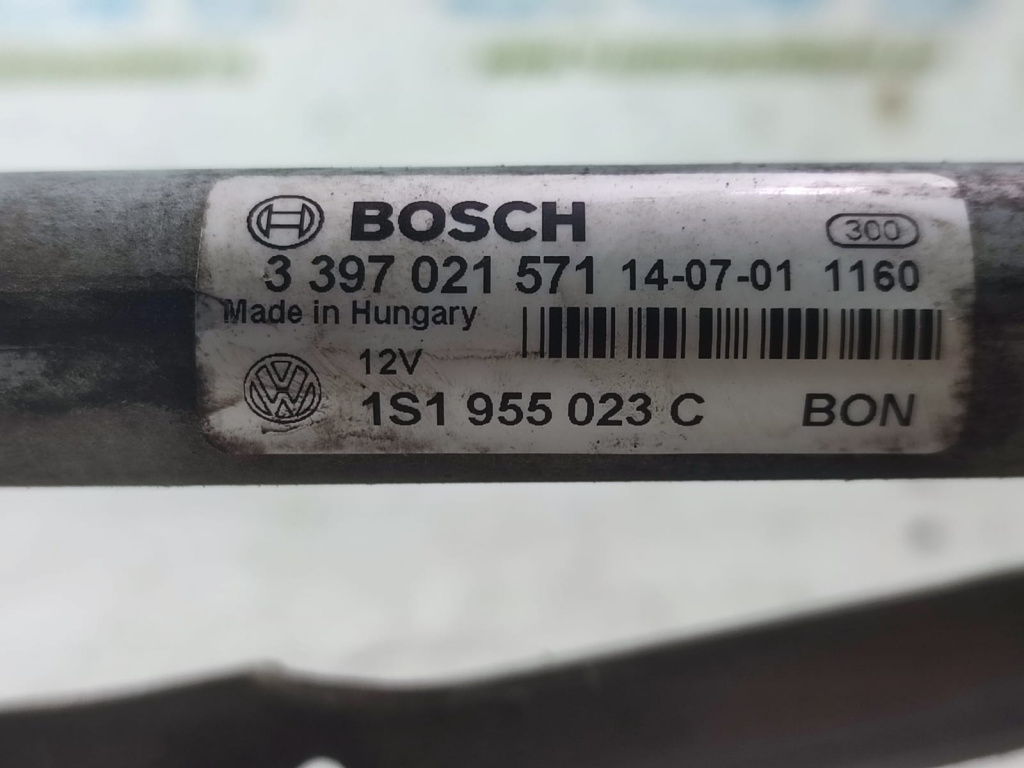 BOSCH 300
3 397 021 571 14-07-01 1160
Made in Hungary
12V
1S1 955 023 C BON